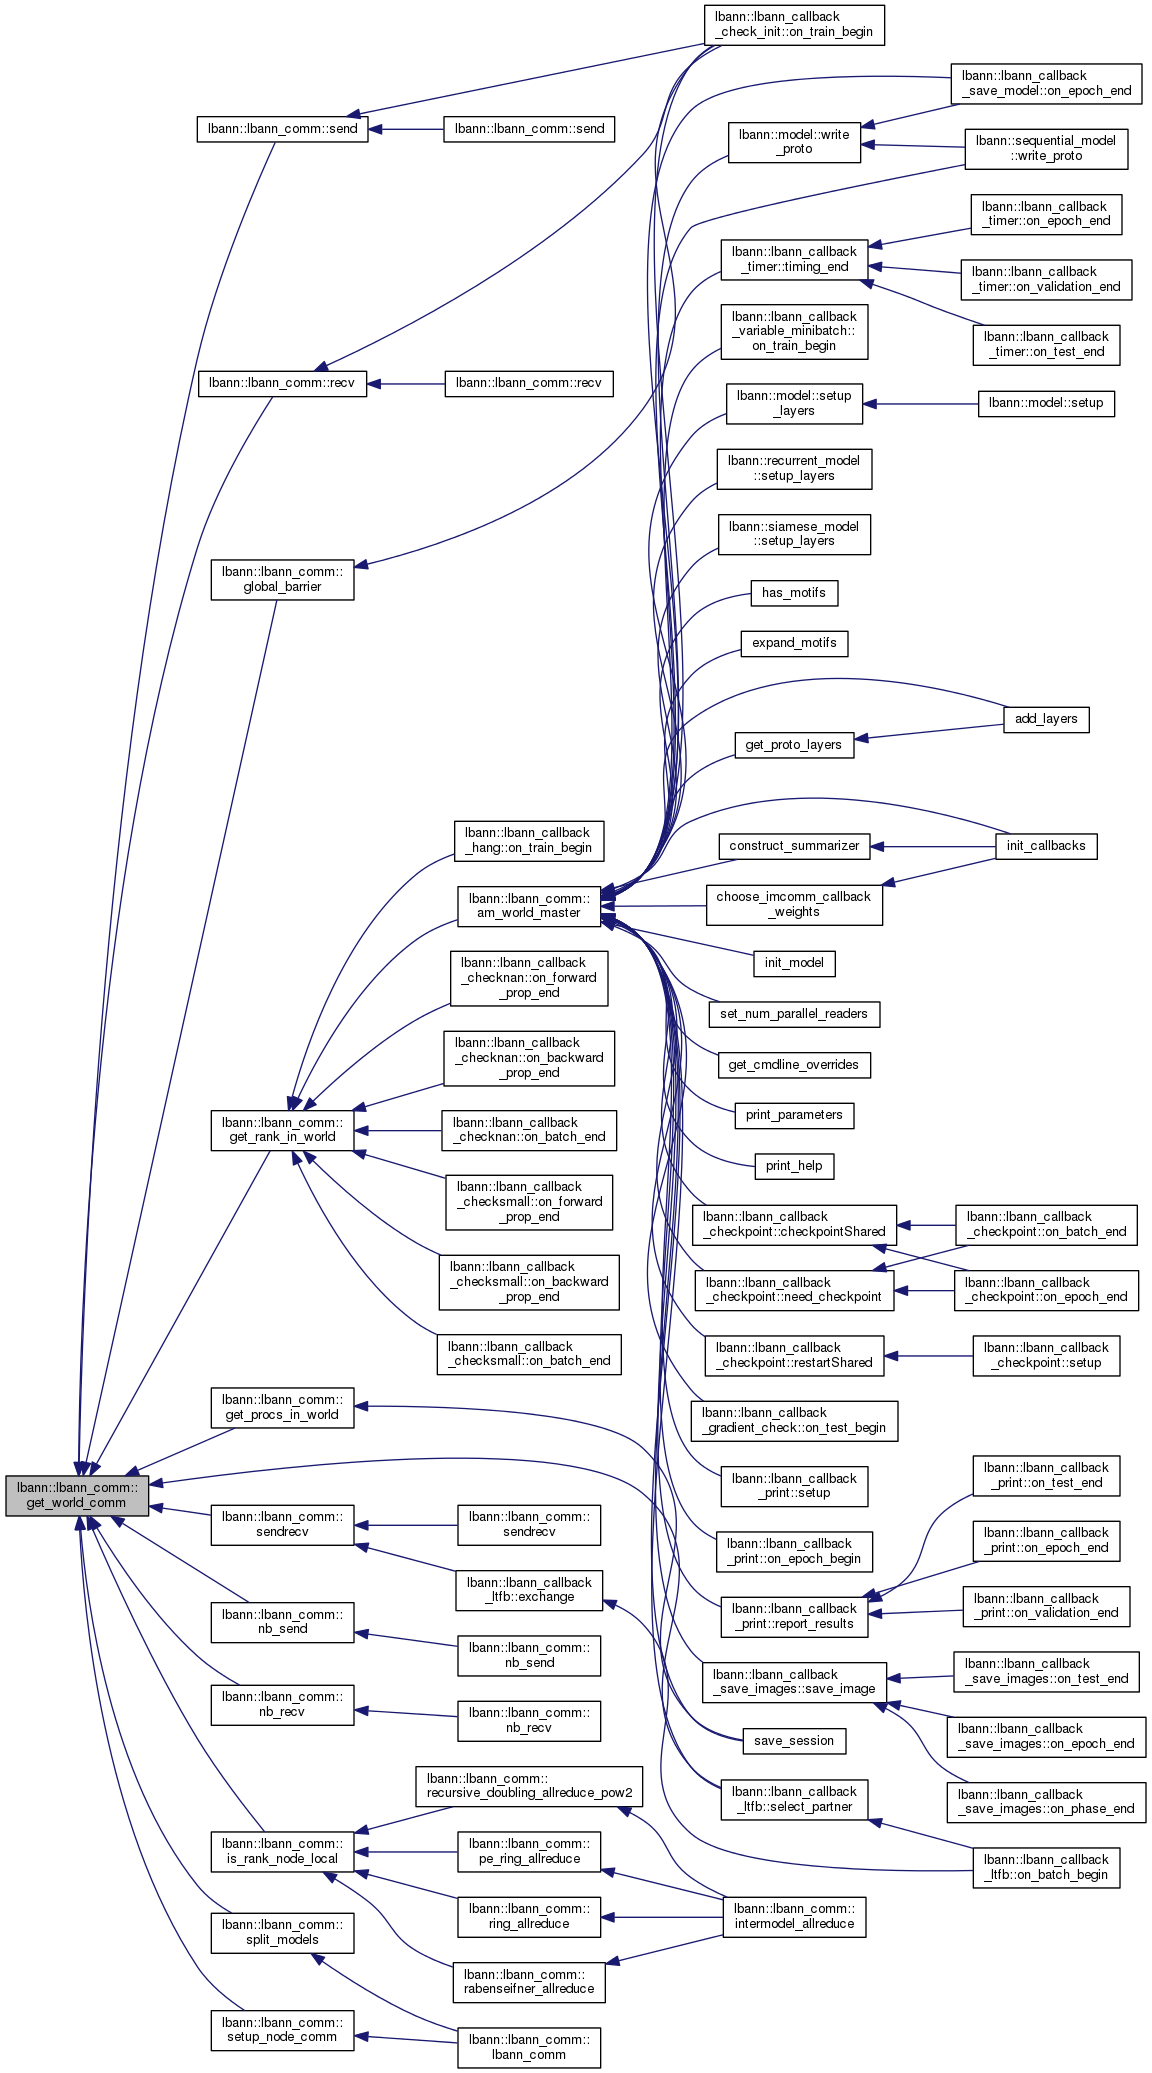 lbann::lbann_callback
_check_init::on_train_begin
lbann::lbann_callback
_save_model::on_epoch_end
lbann::lbann_comm::send
lbann::lbann_comm::send
lbann::model::write
_proto
lbann::sequential_model
::write_proto
lbann::lbann_callback
_timer::on_epoch_end
lbann::lbann_callback
_timer::timing_end
lbann::lbann_callback
_timer::on_validation_end
lbann::lbann_callback
_variable_minibatch::
on_train_begin
lbann::lbann_callback
_timer::on_test_end
lbann::lbann_comm::recv
lbann::lbann_comm::recv
lbann::model::setup
_layers
lbann::model::setup
lbann::recurrent_model
::setup_layers
lbann::siamese_model
::setup_layers
lbann::lbann_comm::
global_barrier
has_motifs
expand_motifs
add_layers
get_proto_layers
lbann::lbann_callback
_hang::on_train_begin
construct_summarizer
init_callbacks
lbann::lbann_comm::
am_world_master
choose_imcomm_callback
_weights
lbann::lbann_callback
_checknan::on_forward
_prop_end
init_model
set_num_parallel_readers
lbann::lbann_callback
_checknan::on_backward
_prop_end
get_cmdline_overrides
lbann::lbann_comm::
get_rank_in_world
lbann::lbann_callback
_checknan::on_batch_end
print_parameters
print_help
lbann::lbann_callback
_checksmall::on_forward
_prop_end
lbann::lbann_callback
_checkpoint::checkpointShared
lbann::lbann_callback
_checkpoint::on_batch_end
lbann::lbann_callback
_checksmall::on_backward
_prop_end
lbann::lbann_callback
_checkpoint::need_checkpoint
lbann::lbann_callback
_checkpoint::on_epoch_end
lbann::lbann_callback
_checksmall::on_batch_end
lbann::lbann_callback
_checkpoint::restartShared
lbann::lbann_callback
_checkpoint::setup
lbann::lbann_comm::
get_procs_in_world
lbann::lbann_callback
_gradient_check::on_test_begin
lbann::lbann_comm::
get_world_comm
lbann::lbann_callback
_print::setup
lbann::lbann_callback
_print::on_test_end
lbann::lbann_comm::
sendrecv
lbann::lbann_comm::
sendrecv
lbann::lbann_callback
_print::on_epoch_begin
lbann::lbann_callback
_print::on_epoch_end
lbann::lbann_callback
_ltfb::exchange
lbann::lbann_callback
_print::report_results
lbann::lbann_callback
_print::on_validation_end
lbann::lbann_comm::
nb_send
lbann::lbann_comm::
nb_send
lbann::lbann_callback
_save_images::save_image
lbann::lbann_callback
_save_images::on_test_end
lbann::lbann_comm::
nb_recv
lbann::lbann_comm::
nb_recv
save_session
lbann::lbann_callback
_save_images::on_epoch_end
lbann::lbann_comm::
recursive_doubling_allreduce_pow2
lbann::lbann_callback
_ltfb::select_partner
lbann::lbann_callback
_save_images::on_phase_end
lbann::lbann_comm::
is_rank_node_local
lbann::lbann_comm::
pe_ring_allreduce
lbann::lbann_callback
_ltfb::on_batch_begin
lbann::lbann_comm::
ring_allreduce
lbann::lbann_comm::
intermodel_allreduce
lbann::lbann_comm::
split_models
lbann::lbann_comm::
rabenseifner_allreduce
lbann::lbann_comm::
setup_node_comm
lbann::lbann_comm::
lbann_comm